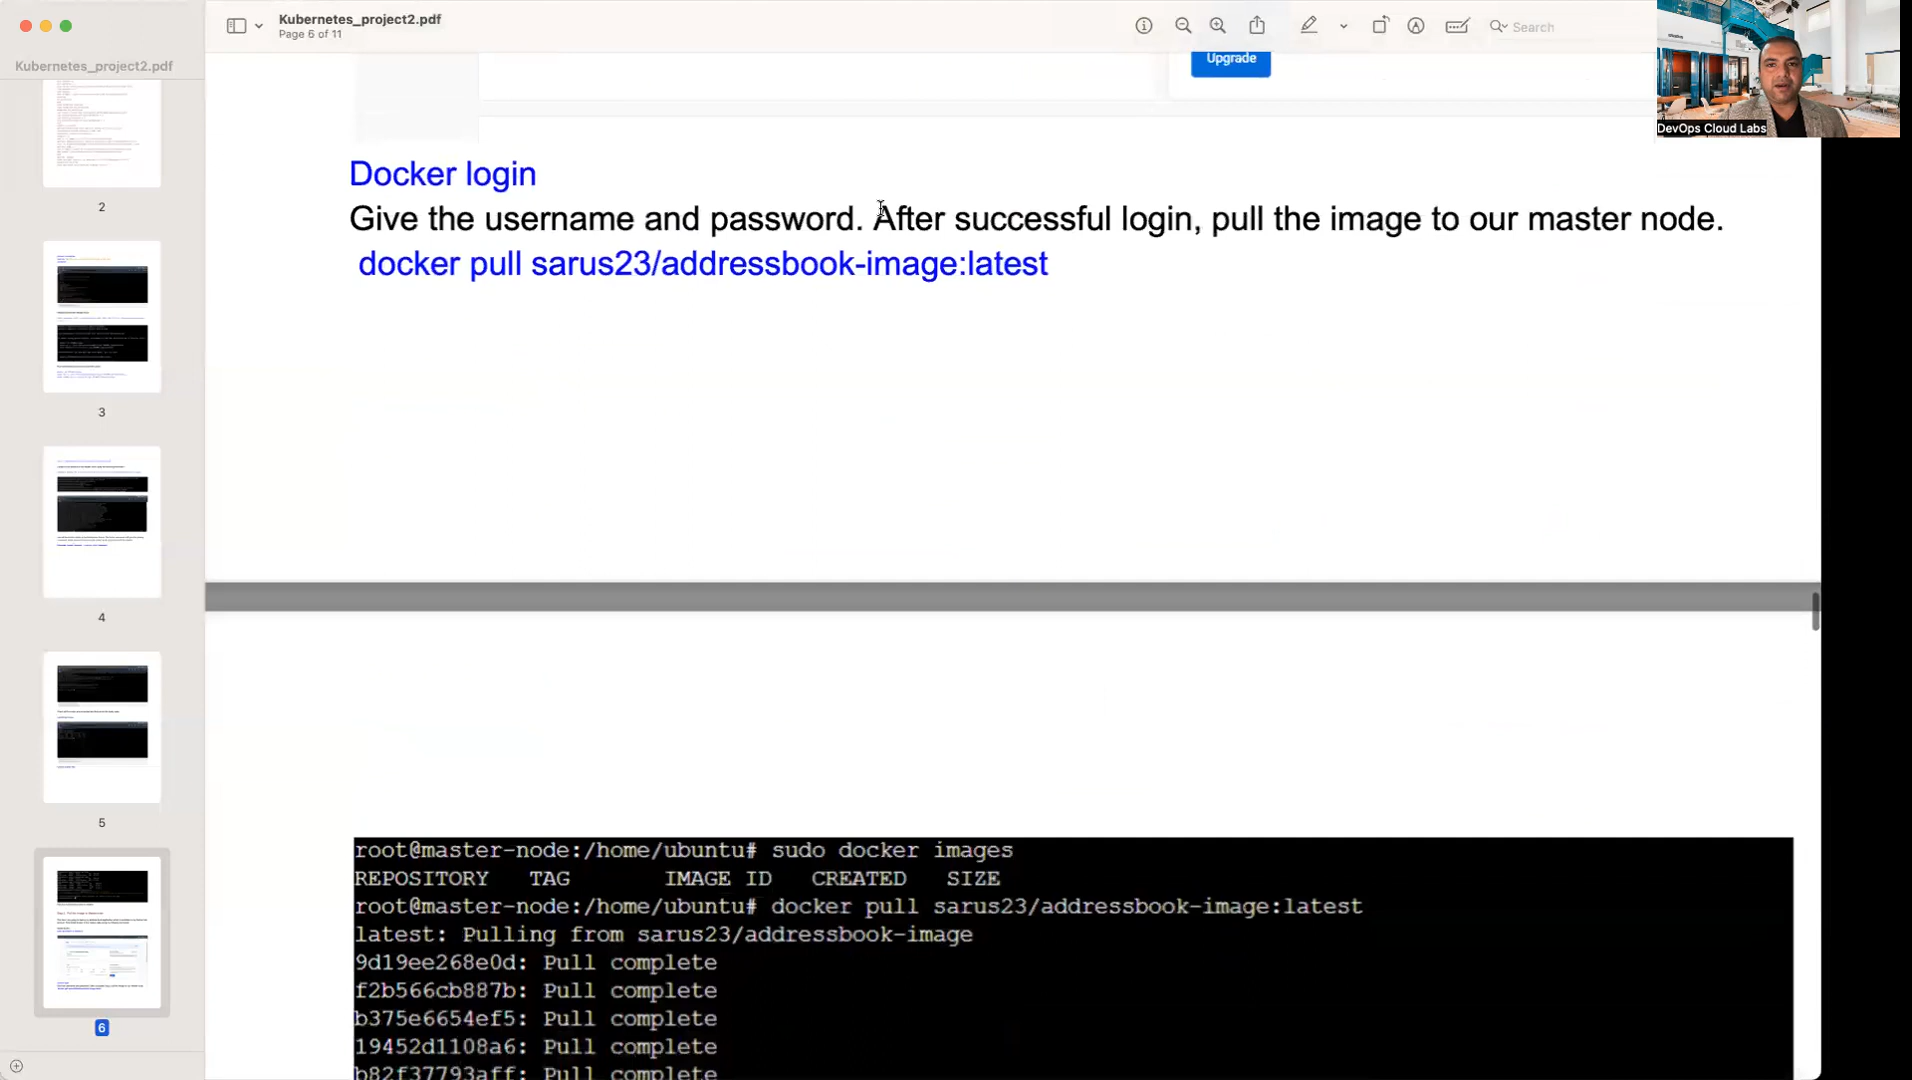 Kubernetes_project2.pdf
Page 6 of 11
Search
Kubernetes_project2.pdf
2
3
4
5
6
Upgrade
DevOps Cloud Labs
Docker login
Give the username and password. After successful login, pull the image to our master node.
docker pull sarus23/addressbook-image:latest
root@master-node:/home/ubuntu# sudo docker images
REPOSITORY TAG IMAGE ID CREATED SIZE
root@master-node:/home/ubuntu# docker pull sarus23/addressbook-image:latest
latest: Pulling from sarus23/addressbook-image
9d19ee268e0d: Pull complete
f2b566cb887b: Pull complete
b375e6654ef5: Pull complete
19452d1108a6: Pull complete
b82f37793aff: Pull complete